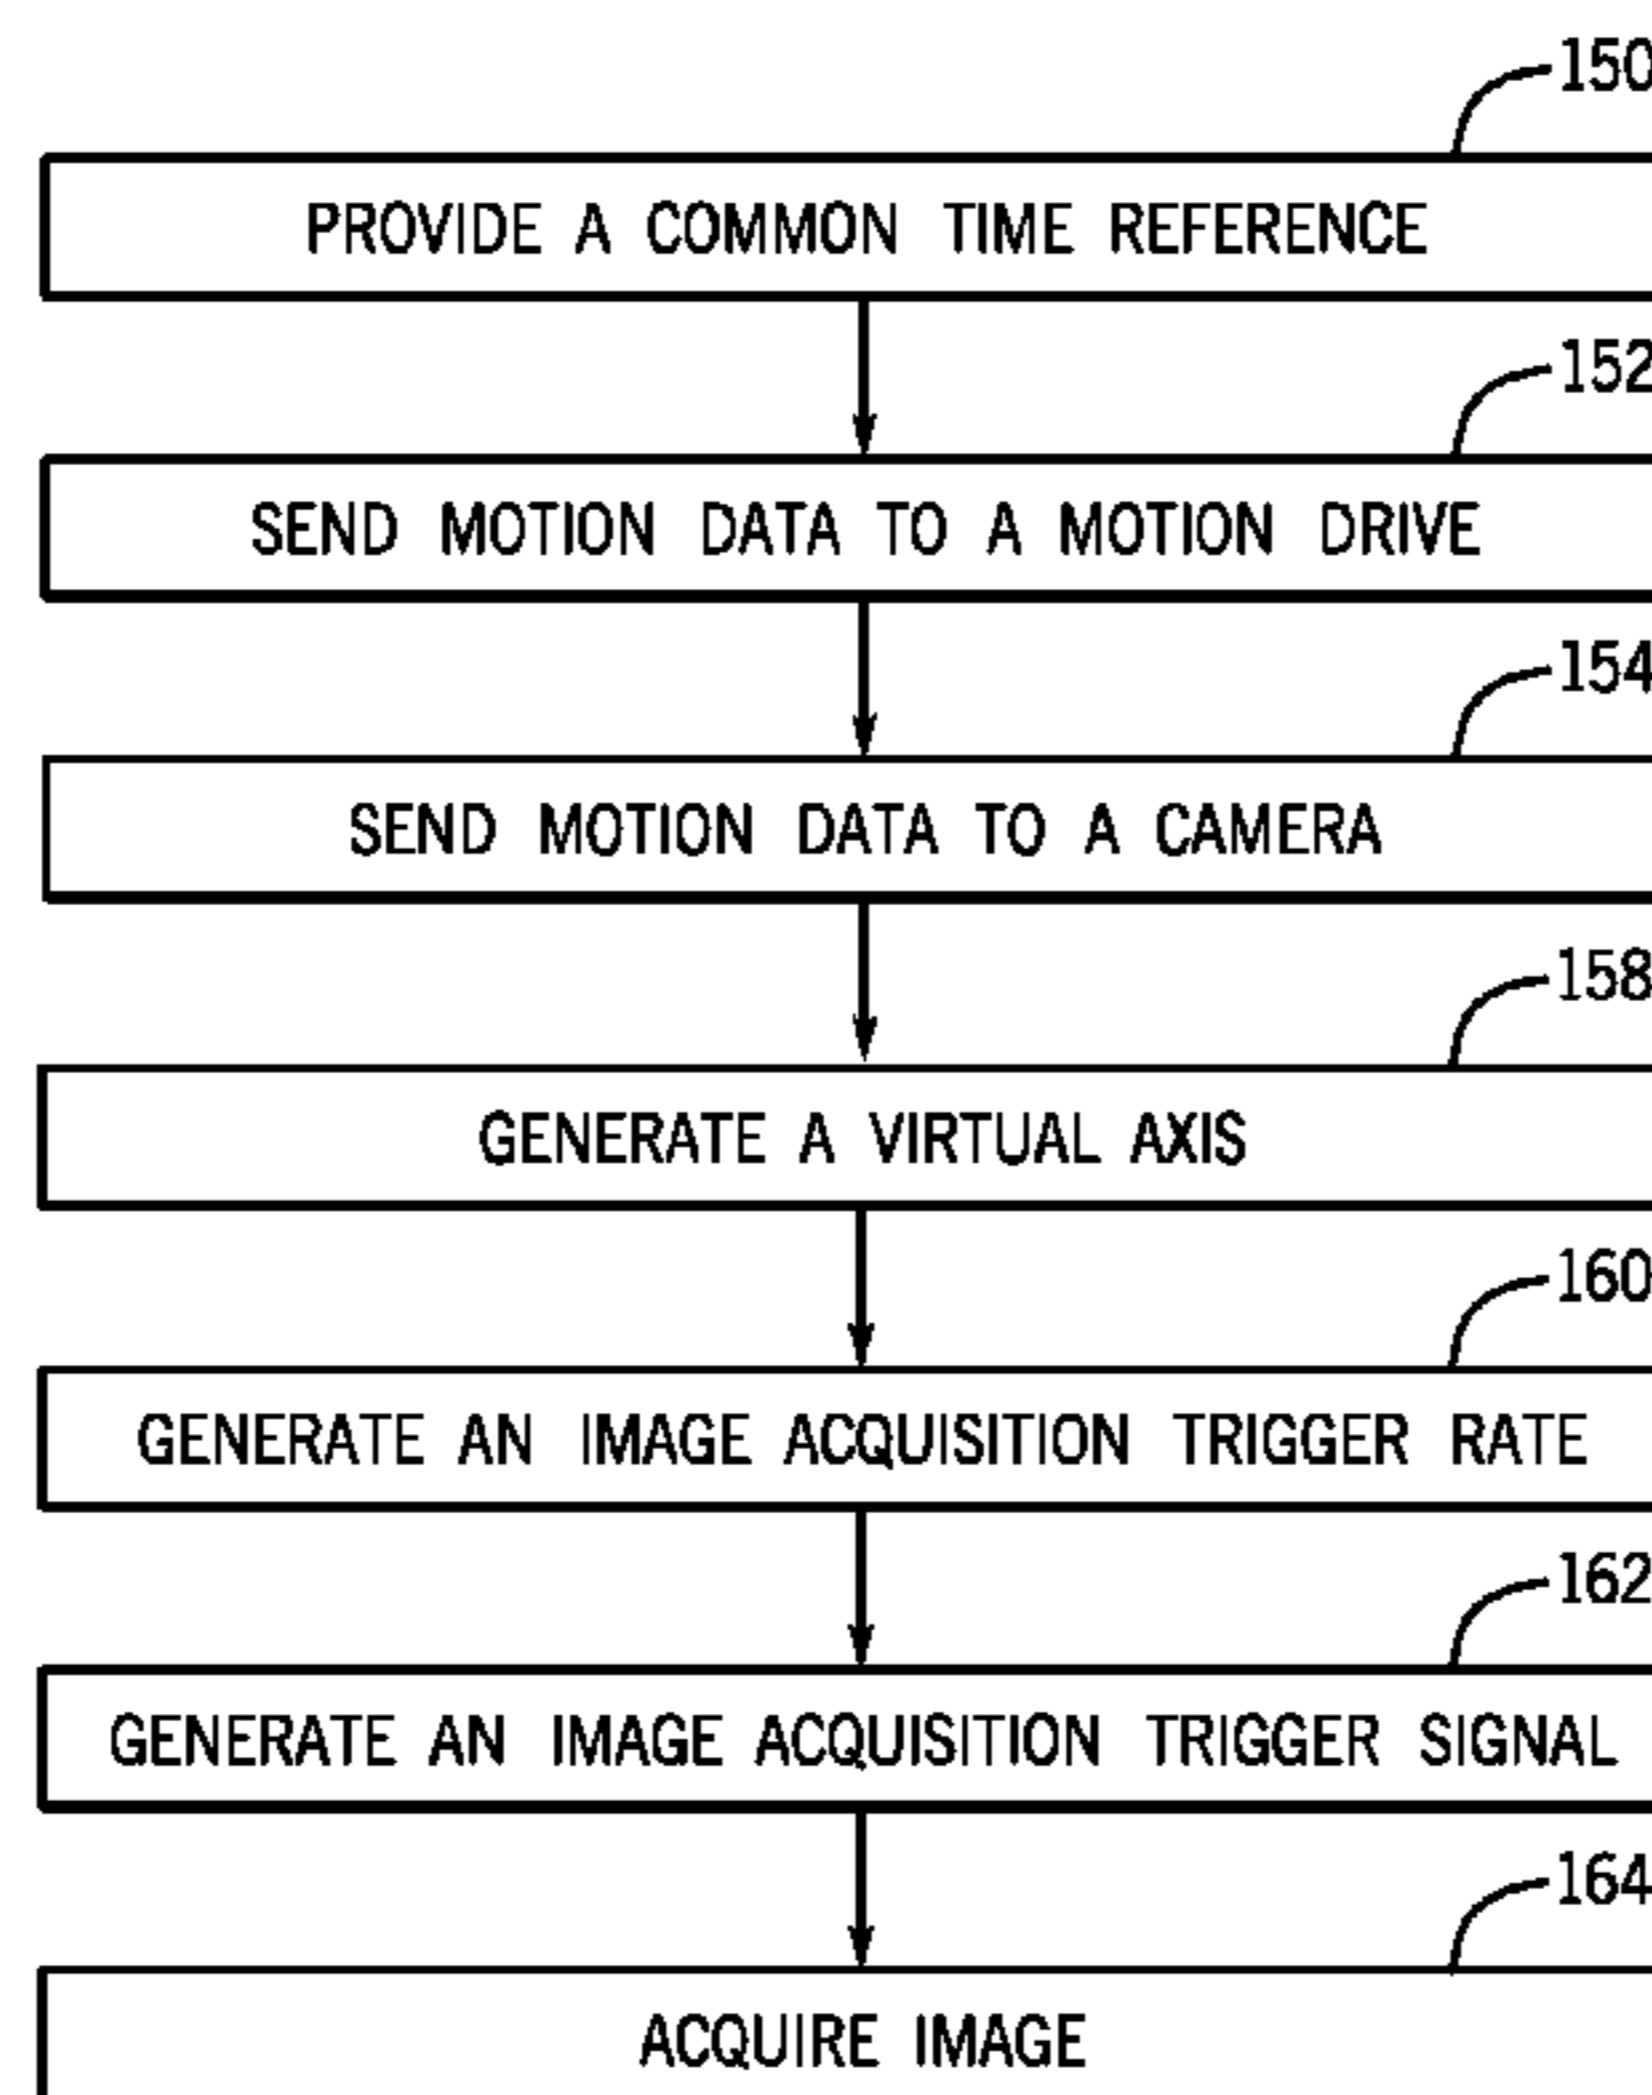 150
PROVIDE A COMMON TIME REFERENCE
152
SEND MOTION DATA TO A MOTION DRIVE
154
SEND MOTION DATA TO A CAMERA
158
GENERATE A VIRTUAL AXIS
160
GENERATE AN IMAGE ACQUISITION TRIGGER RATE
162
GENERATE AN IMAGE ACQUISITION TRIGGER SIGNAL
164
ACQUIRE IMAGE